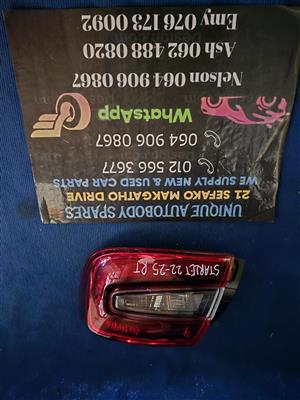 UNIQUE AUTOBODY SPARES
21 SEFAKO MAKGATHO DRIVE
WE SUPPLY NEW & USED CAR PARTS
012 566 3677
064 906 0867
WhatsApp
Nelson 064 906 0867
Ash 062 488 0820
Emy 076 173 0092
STARLET 22-25 RT